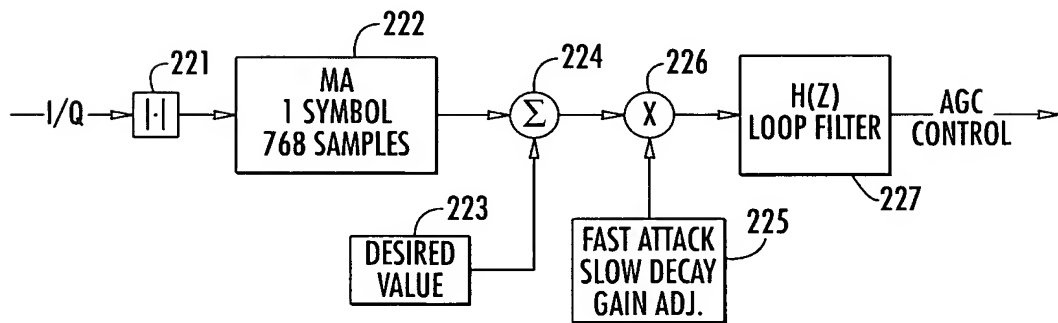 221
222
224
226
I/Q
|·|
MA
1 SYMBOL
768 SAMPLES
Σ
X
H(Z)
LOOP FILTER
AGC
CONTROL
227
223
DESIRED
VALUE
225
FAST ATTACK
SLOW DECAY
GAIN ADJ.